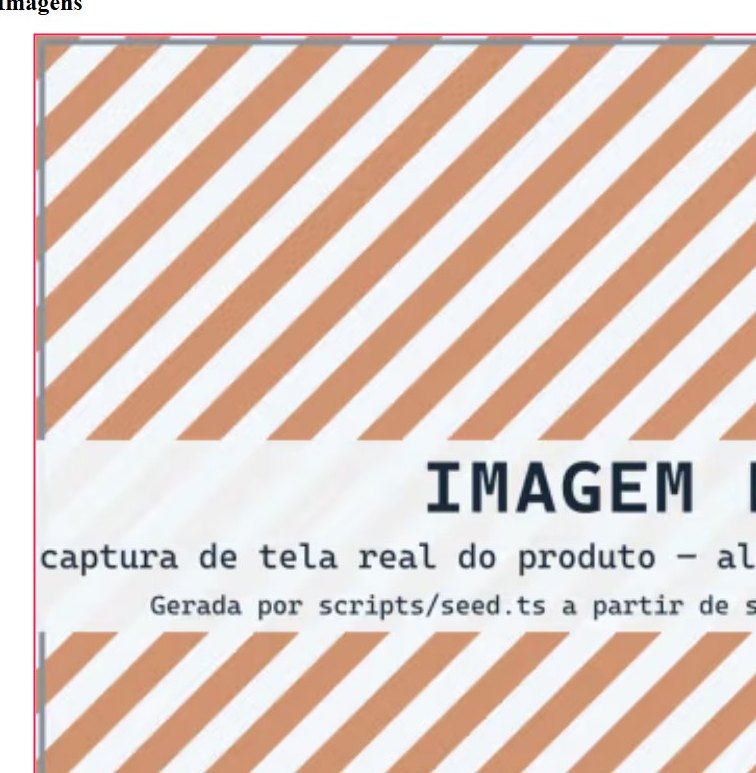 Imagens
IMAGEM
captura de tela real do produto — al
Gerada por scripts/seed.ts a partir de s